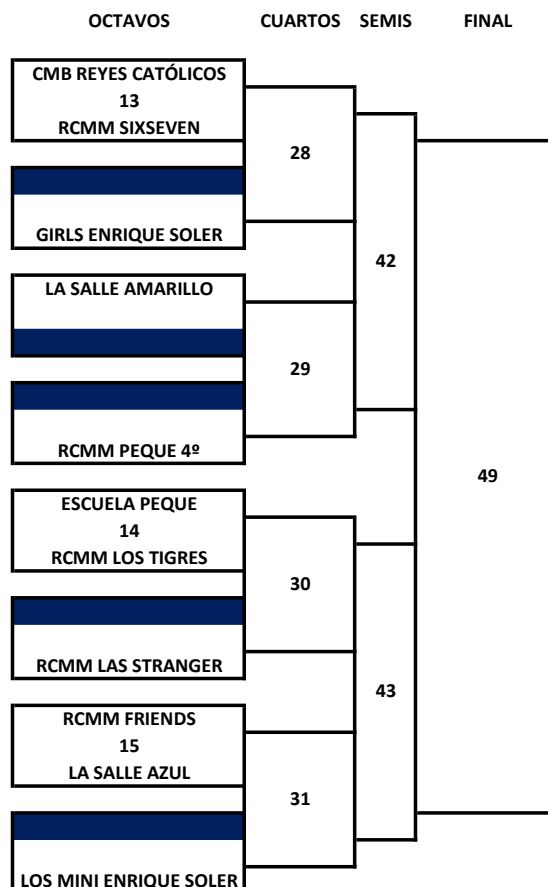 OCTAVOS CUARTOS SEMIS FINAL
CMB REYES CATÓLICOS
13
RCMM SIXSEVEN
28
GIRLS ENRIQUE SOLER
42
LA SALLE AMARILLO
29
RCMM PEQUE 4º
49
ESCUELA PEQUE
14
RCMM LOS TIGRES
30
RCMM LAS STRANGER
43
RCMM FRIENDS
15
LA SALLE AZUL
31
LOS MINI ENRIQUE SOLER